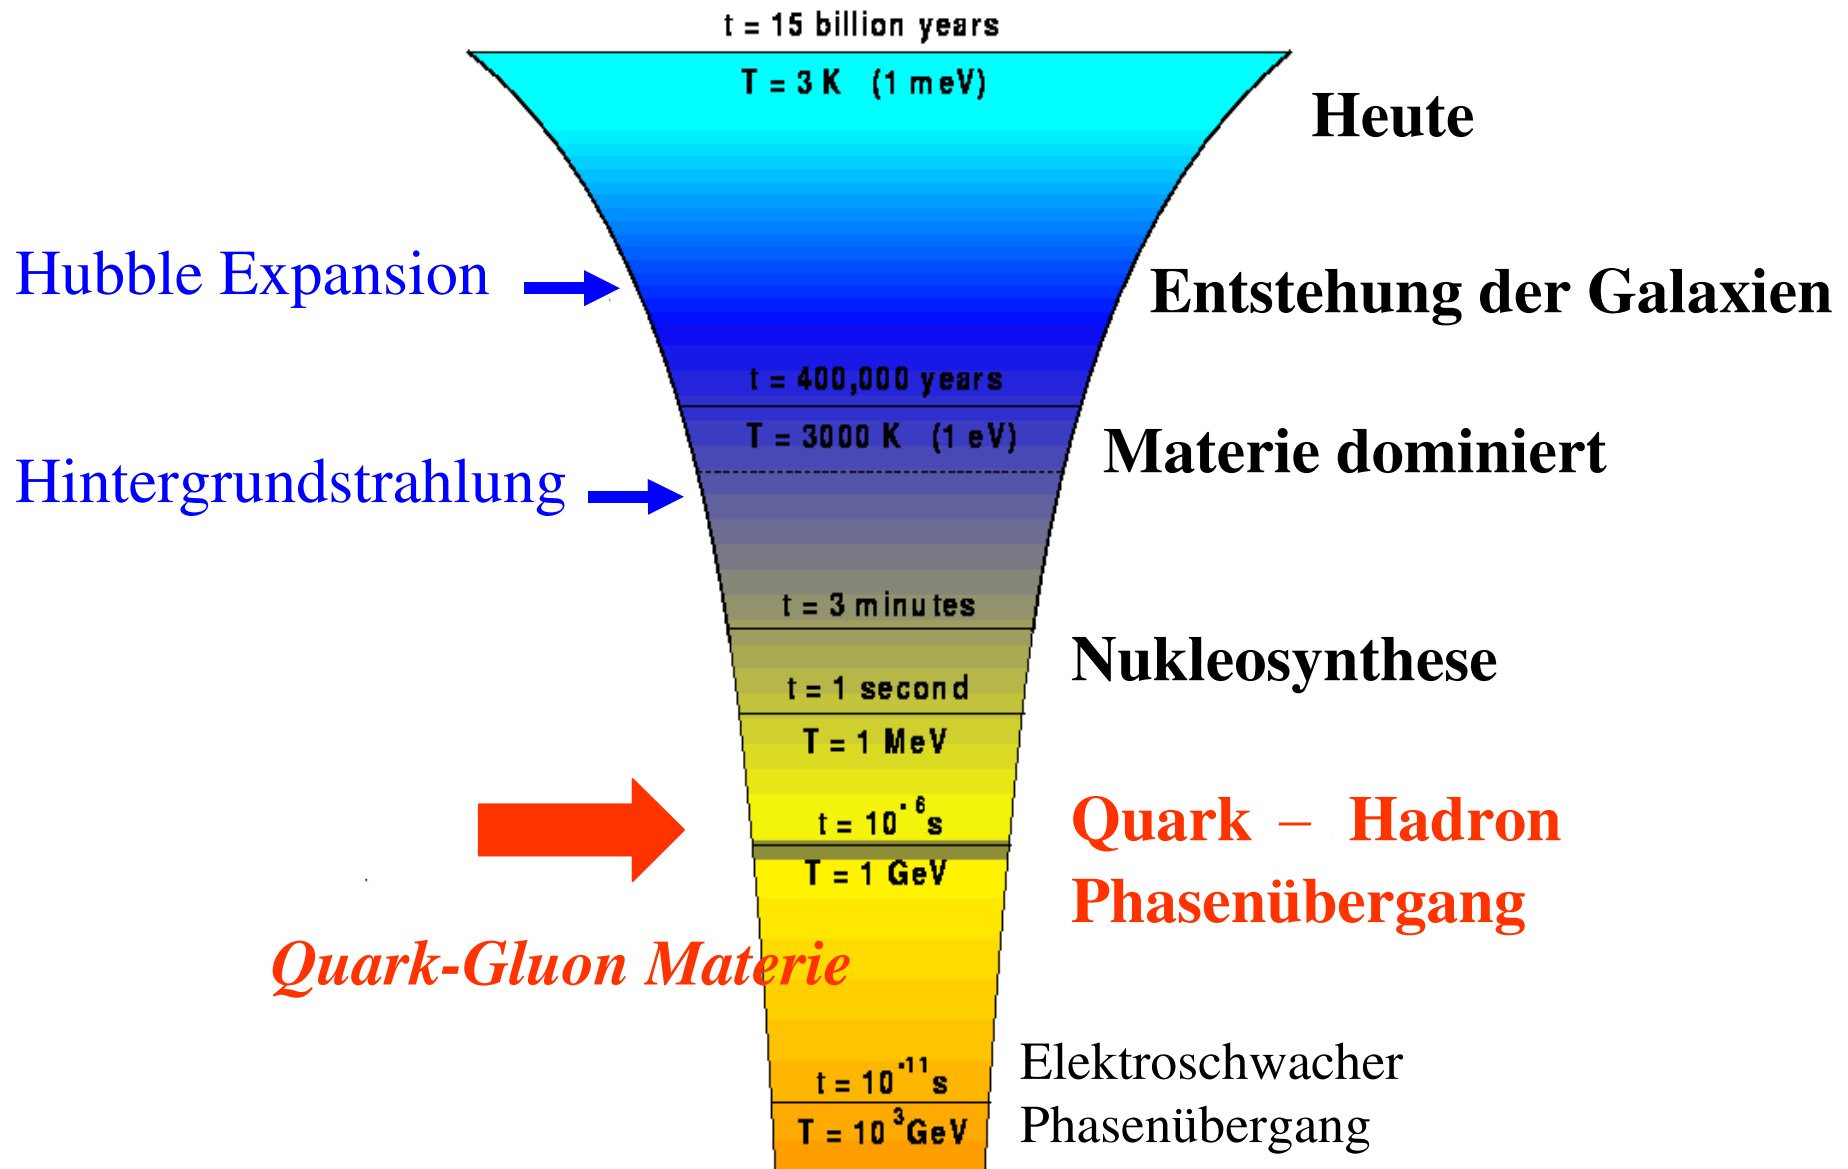 t = 15 billion years
T = 3 K (1 meV)
Heute
Hubble Expansion
Entstehung der Galaxien
t = 400,000 years
T = 3000 K (1 eV)
Materie dominiert
Hintergrundstrahlung
t = 3 minutes
Nukleosynthese
t = 1 second
T = 1 MeV
t = 10⁻⁶s
T = 1 GeV
Quark – Hadron
Phasenübergang
Quark-Gluon Materie
t = 10⁻¹¹s
T = 10³GeV
Elektroschwacher
Phasenübergang